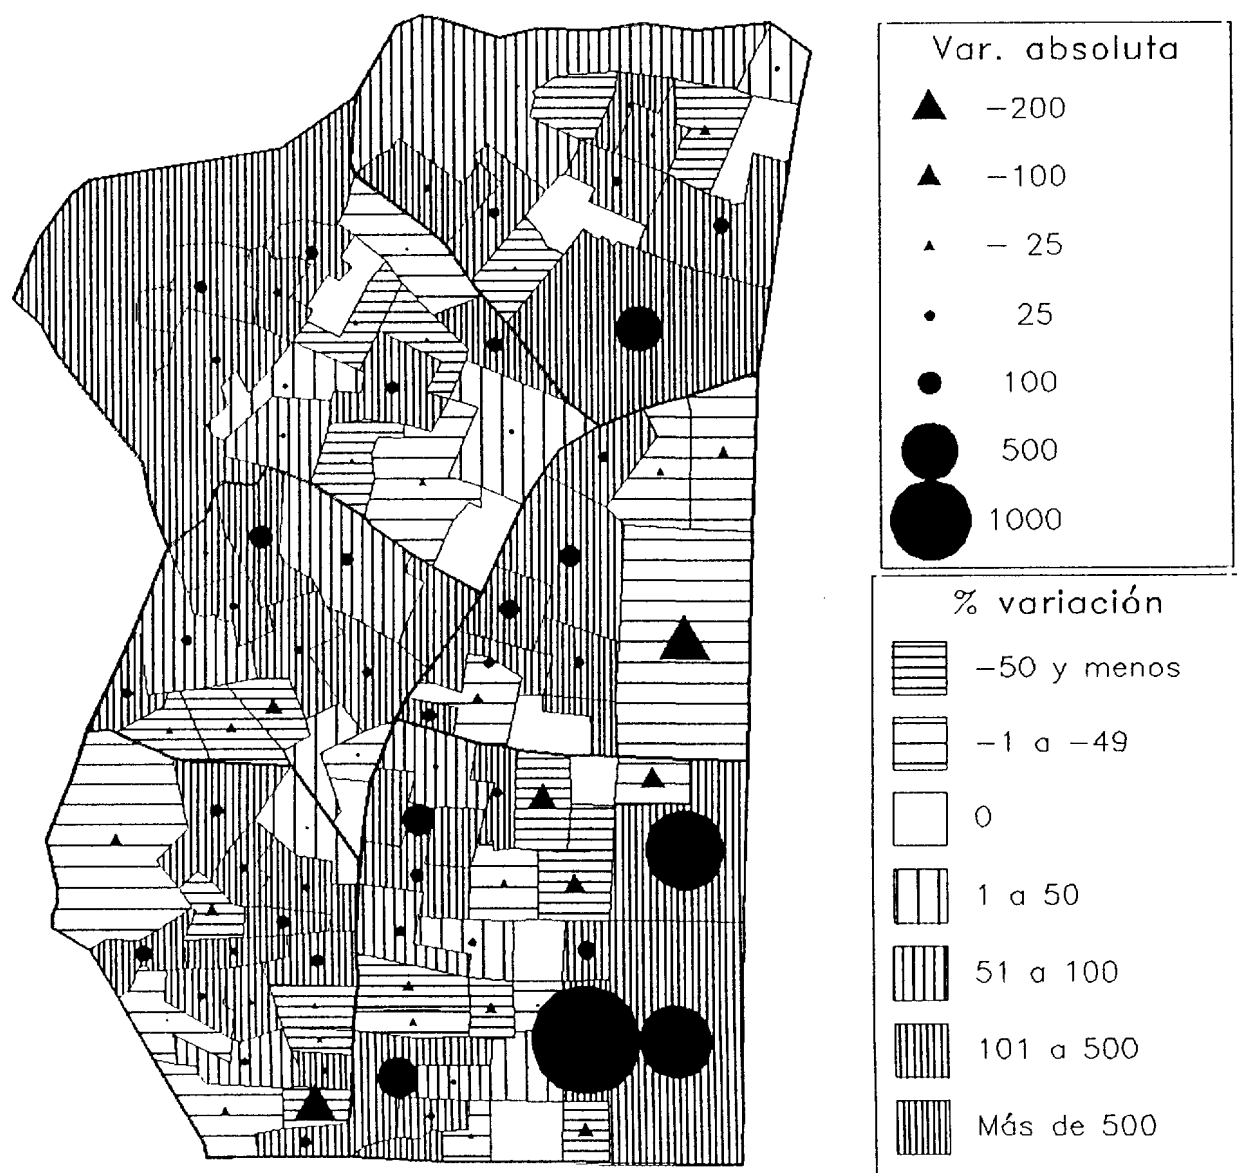 Var. absoluta
−200
−100
− 25
25
100
500
1000
% variación
−50 y menos
−1 a −49
0
1 a 50
51 a 100
101 a 500
Más de 500